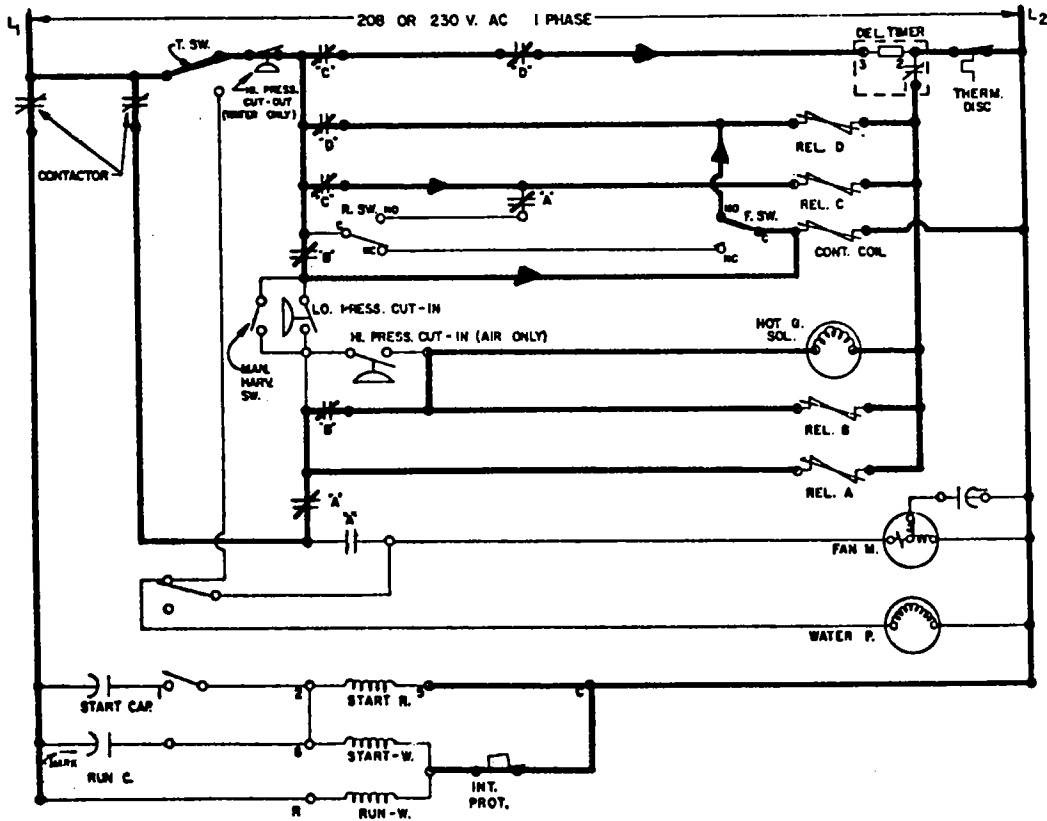 L1
208 OR 230 V. AC 1 PHASE
L2
T. SW.
DEL. TIMER
"C"
"D"
3
2
HI. PRESS.
CUT-OUT
(WATER ONLY)
THERM.
DISC
"D"
REL. D
CONTACTOR
"C"
"A"
REL. C
R. SW.
NO
NO
F. SW.
C
C
NC
"B"
NC
CONT. COIL
LO. PRESS. CUT-IN
HI. PRESS. CUT-IN (AIR ONLY)
HOT G.
SOL.
MAN.
HARV.
SW.
"B"
REL. B
REL. A
"A"
"A"
FAN M.
WATER P.
START CAP.
1
2
START R.
5
C
MARK
RUN C.
S
START-W.
INT.
PROT.
R
RUN-W.